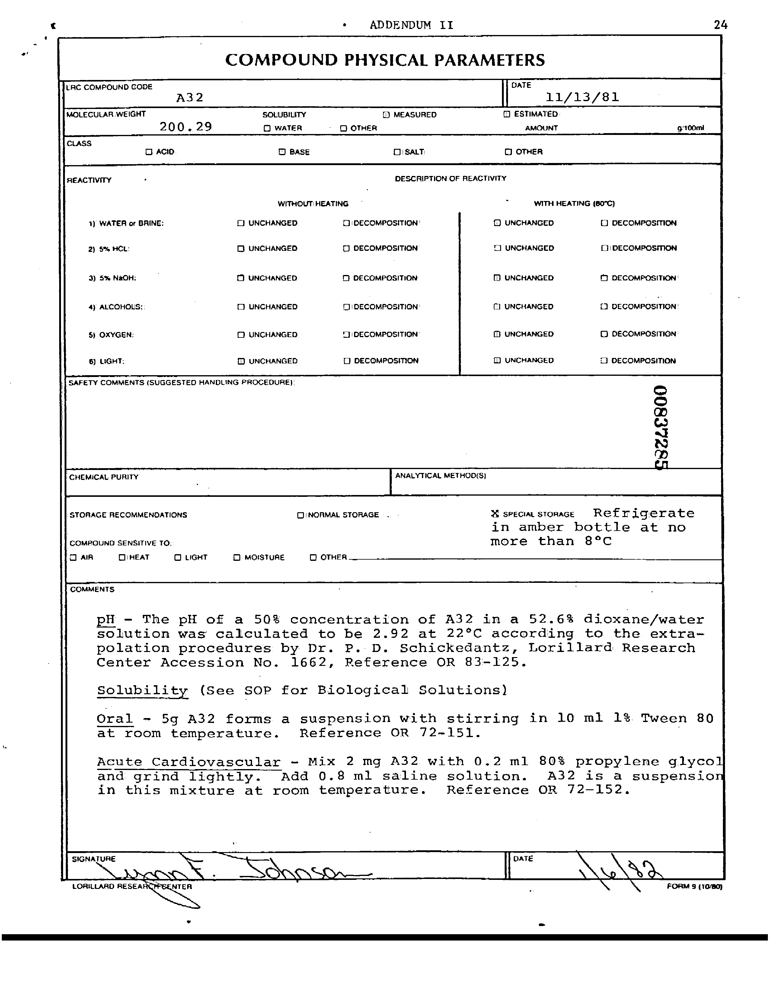 ADDENDUM II 24
COMPOUND PHYSICAL PARAMETERS
LRC COMPOUND CODE
A32
DATE
11/13/81
MOLECULAR WEIGHT
200.29
SOLUBILITY ☐ MEASURED ☐ ESTIMATED
☐ WATER ☐ OTHER AMOUNT g/100ml
CLASS
☐ ACID ☐ BASE ☐ SALT ☐ OTHER
REACTIVITY DESCRIPTION OF REACTIVITY
WITHOUT HEATING WITH HEATING (80°C)
1) WATER or BRINE: ☐ UNCHANGED ☐ DECOMPOSITION ☐ UNCHANGED ☐ DECOMPOSITION
2) 5% HCL: ☐ UNCHANGED ☐ DECOMPOSITION ☐ UNCHANGED ☐ DECOMPOSITION
3) 5% NaOH: ☐ UNCHANGED ☐ DECOMPOSITION ☐ UNCHANGED ☐ DECOMPOSITION
4) ALCOHOLS: ☐ UNCHANGED ☐ DECOMPOSITION ☐ UNCHANGED ☐ DECOMPOSITION
5) OXYGEN: ☐ UNCHANGED ☐ DECOMPOSITION ☐ UNCHANGED ☐ DECOMPOSITION
6) LIGHT: ☐ UNCHANGED ☐ DECOMPOSITION ☐ UNCHANGED ☐ DECOMPOSITION
SAFETY COMMENTS (SUGGESTED HANDLING PROCEDURE)
00837285
CHEMICAL PURITY ANALYTICAL METHOD(S)
STORAGE RECOMMENDATIONS ☐ NORMAL STORAGE X SPECIAL STORAGE Refrigerate
in amber bottle at no
more than 8°C
COMPOUND SENSITIVE TO:
☐ AIR ☐ HEAT ☐ LIGHT ☐ MOISTURE ☐ OTHER
COMMENTS
pH - The pH of a 50% concentration of A32 in a 52.6% dioxane/water
solution was calculated to be 2.92 at 22°C according to the extra-
polation procedures by Dr. P. D. Schickedantz, Lorillard Research
Center Accession No. 1662, Reference OR 83-125.
Solubility (See SOP for Biological Solutions)
Oral - 5g A32 forms a suspension with stirring in 10 ml 1% Tween 80
at room temperature. Reference OR 72-151.
Acute Cardiovascular - Mix 2 mg A32 with 0.2 ml 80% propylene glycol
and grind lightly. Add 0.8 ml saline solution. A32 is a suspension
in this mixture at room temperature. Reference OR 72-152.
SIGNATURE
F. Johnson
DATE
1/6/82
LORILLARD RESEARCH CENTER FORM 9 (10/80)